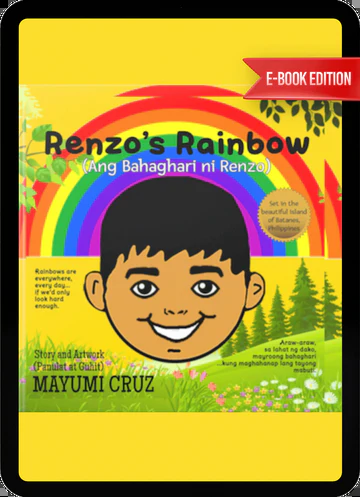 E-BOOK EDITION
Renzo's Rainbow
(Ang Bahaghari ni Renzo)
Set in the
beautiful island
of Batanes,
Philippines
Rainbows are
everywhere,
every day...
if we'd only
look hard
enough.
Story and Artwork
(Panulat at Guhit)
MAYUMI CRUZ
Araw-araw,
sa lahat ng dako,
mayroong bahaghari
kung maghahanap lang tayong
mabuti.